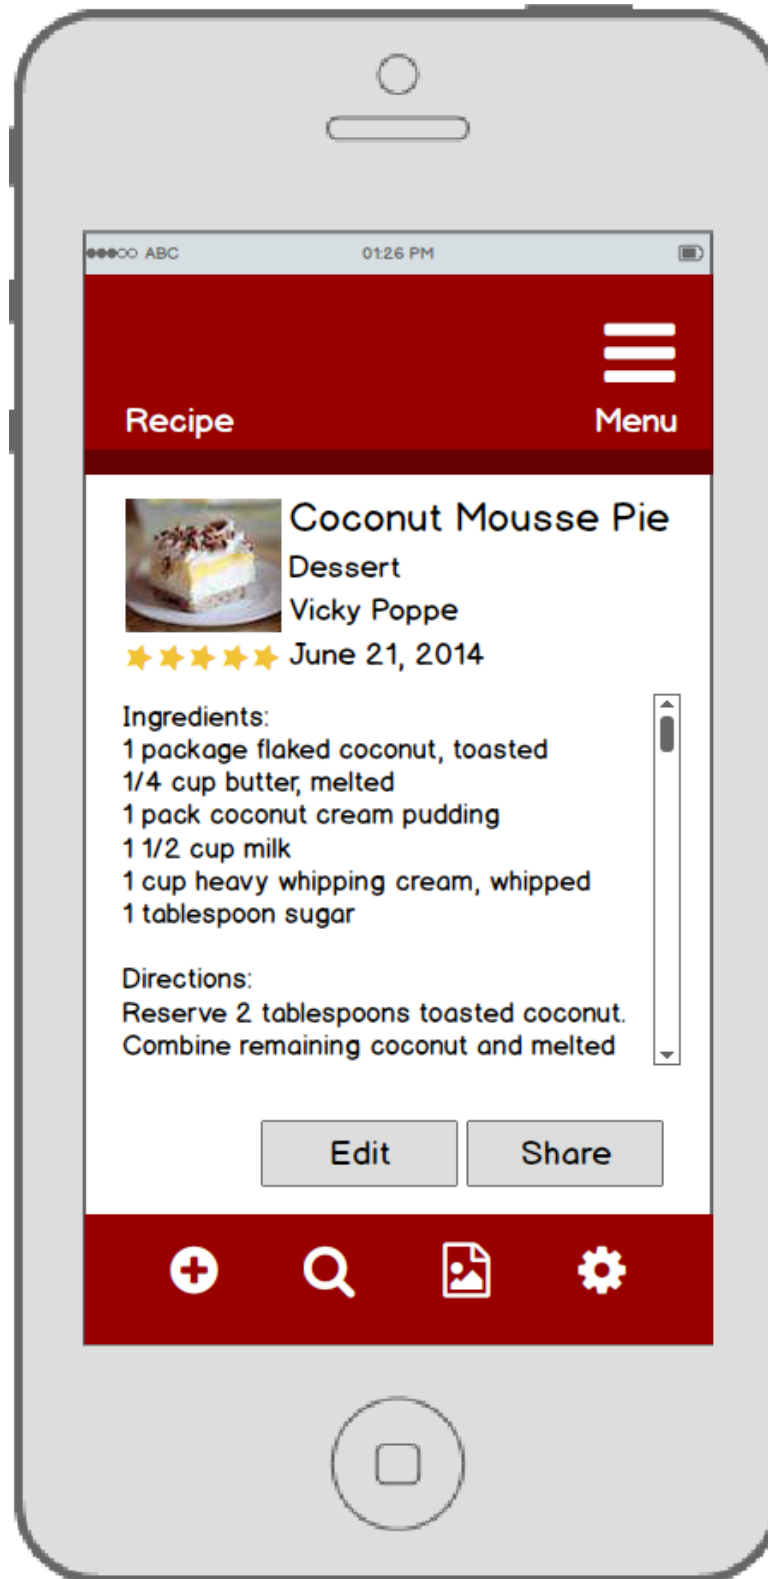 ABC 01:26 PM
Recipe Menu
Coconut Mousse Pie
Dessert
Vicky Poppe
June 21, 2014
Ingredients:
1 package flaked coconut, toasted
1/4 cup butter, melted
1 pack coconut cream pudding
1 1/2 cup milk
1 cup heavy whipping cream, whipped
1 tablespoon sugar
Directions:
Reserve 2 tablespoons toasted coconut.
Combine remaining coconut and melted
Edit Share